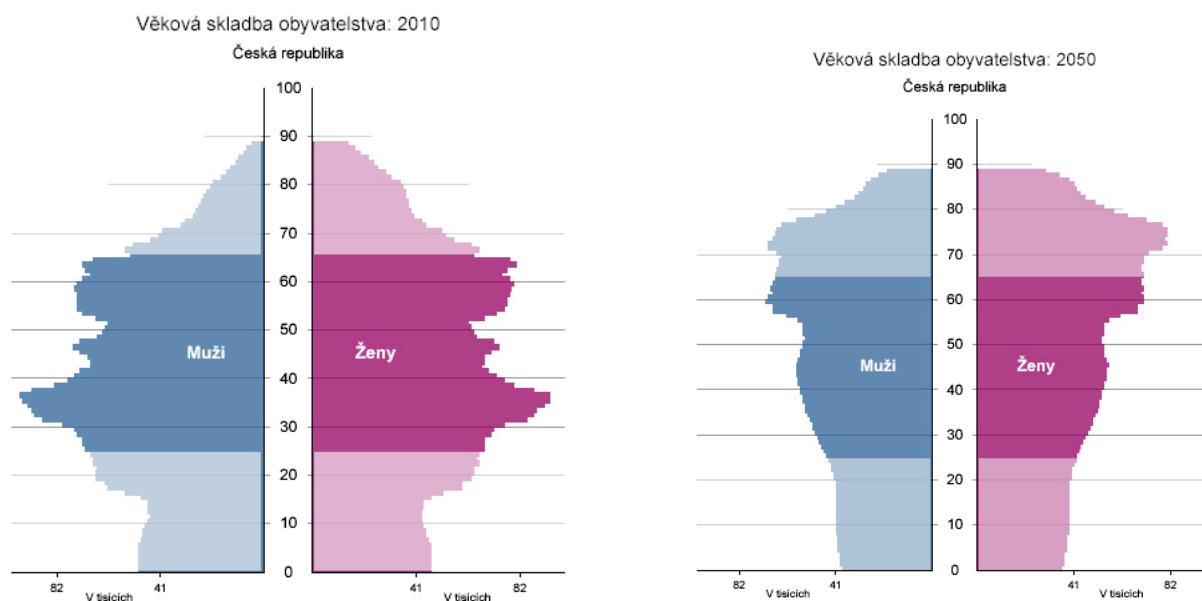 Věková skladba obyvatelstva: 2010
Česká republika
100
90
80
70
60
50
40
30
20
10
0
Muži
Ženy
82
41
41
82
V tisících
V tisících
Věková skladba obyvatelstva: 2050
Česká republika
100
90
80
70
60
50
40
30
20
10
0
Muži
Ženy
82
41
41
82
V tisících
V tisících